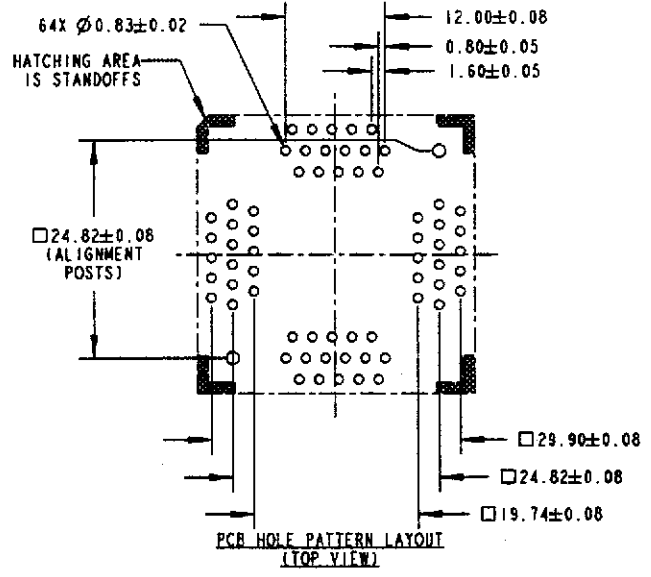 64X Ø0.83±0.02
12.00±0.08
0.80±0.05
1.60±0.05
HATCHING AREA
IS STANDOFFS
□24.82±0.08
(ALIGNMENT
POSTS)
□29.90±0.08
□24.82±0.08
□19.74±0.08
PCB HOLE PATTERN LAYOUT
(TOP VIEW)